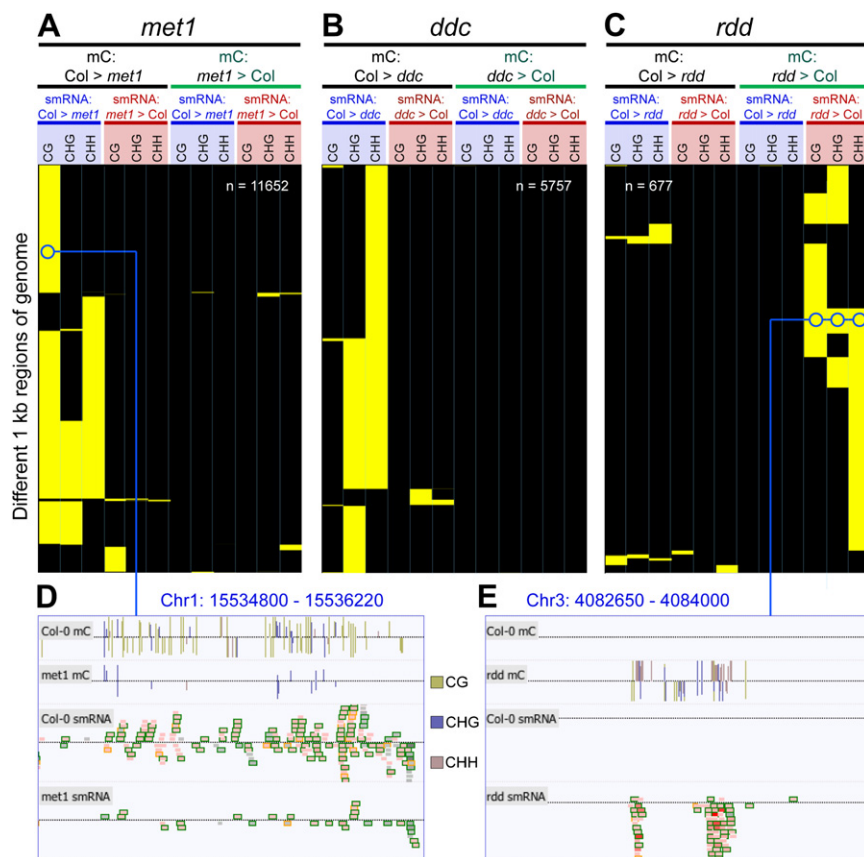 A met1 B ddc C rdd
mC: mC: mC: mC: mC: mC:
Col > met1 met1 > Col Col > ddc ddc > Col Col > rdd rdd > Col
smRNA: smRNA: smRNA: smRNA: smRNA: smRNA: smRNA: smRNA: smRNA: smRNA: smRNA: smRNA:
Col > met1 met1 > Col Col > met1 met1 > Col Col > ddc ddc > Col Col > ddc ddc > Col Col > rdd rdd > Col Col > rdd rdd > Col
CG CHG CHH CG CHG CHH CG CHG CHH CG CHG CHH CG CHG CHH CG CHG CHH CG CHG CHH CG CHG CHH CG CHG CHH CG CHG CHH CG CHG CHH CG CHG CHH
n = 11652 n = 5757 n = 677
Different 1 kb regions of genome
D Chr1: 15534800 - 15536220 E Chr3: 4082650 - 4084000
Col-0 mC
met1 mC
Col-0 smRNA
met1 smRNA
CG
CHG
CHH
Col-0 mC
rdd mC
Col-0 smRNA
rdd smRNA